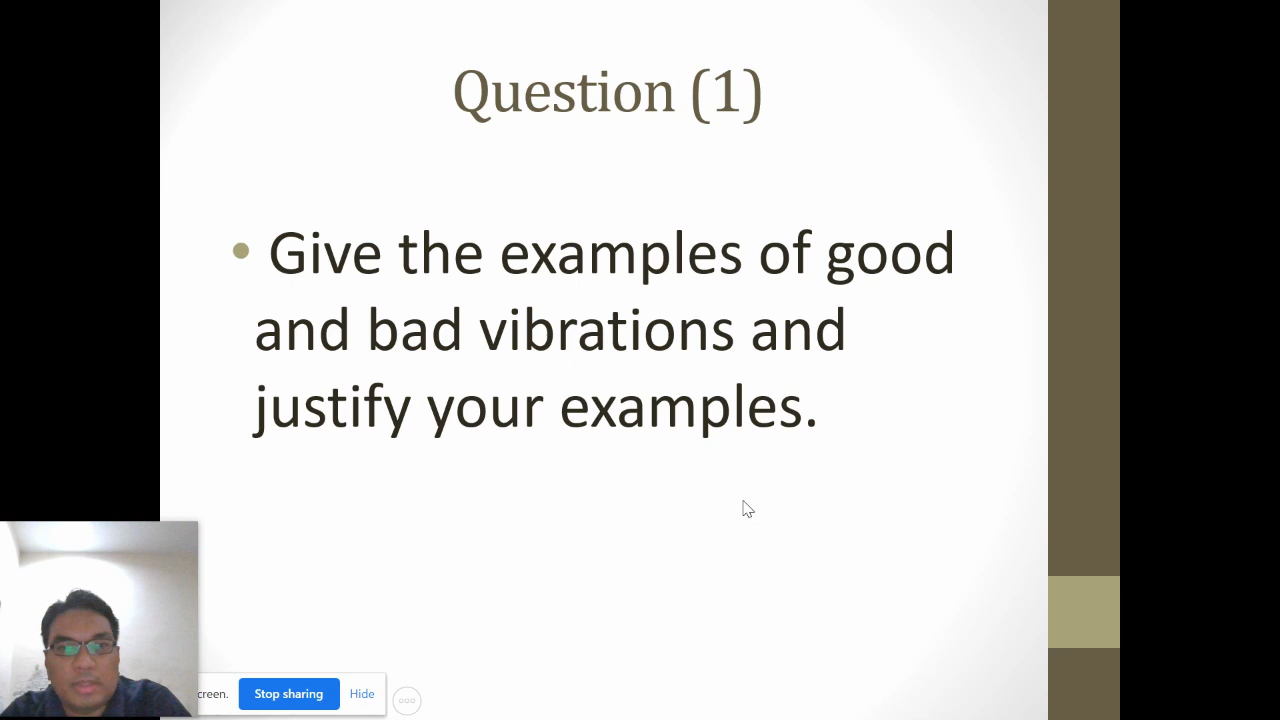 Question (1)
• Give the examples of good
and bad vibrations and
justify your examples.
creen. Stop sharing Hide